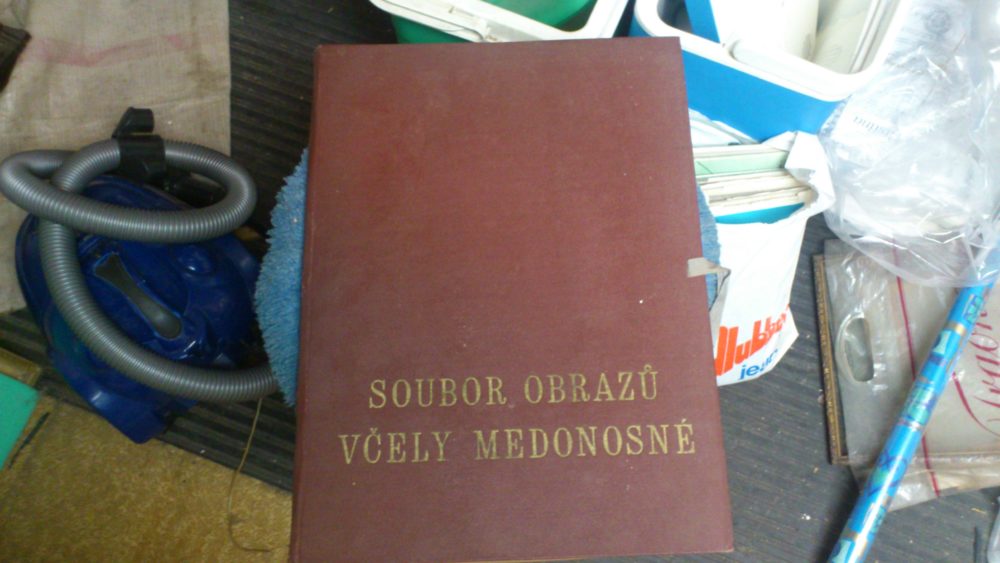 SOUBOR OBRAZŮ
VČELY MEDONOSNÉ